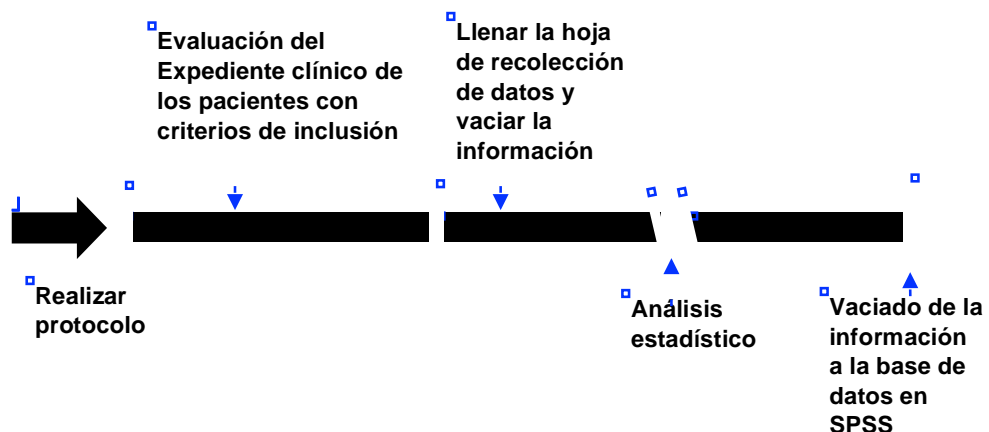 Evaluación del
Expediente clínico de
los pacientes con
criterios de inclusión
Llenar la hoja
de recolección
de datos y
vaciar la
información
Realizar
protocolo
Análisis
estadístico
Vaciado de la
información
a la base de
datos en
SPSS